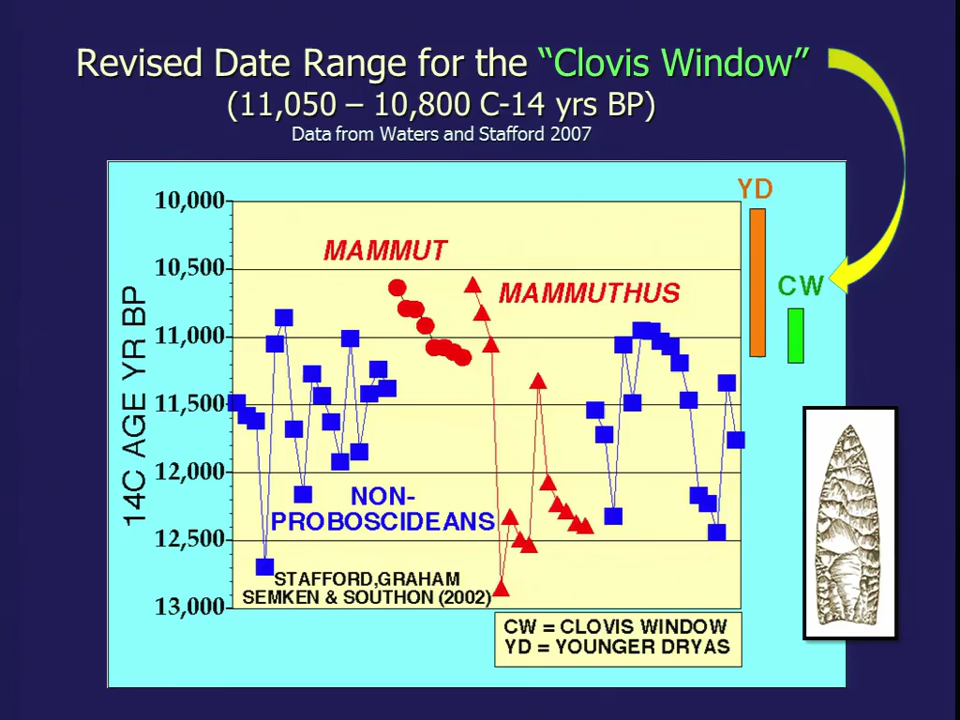 Revised Date Range for the “Clovis Window”
(11,050 – 10,800 C-14 yrs BP)
Data from Waters and Stafford 2007
YD
CW
14C AGE YR BP
10,000
10,500
11,000
11,500
12,000
12,500
13,000
MAMMUT
MAMMUTHUS
NON-
PROBOSCIDEANS
STAFFORD,GRAHAM
SEMKEN & SOUTHON (2002)
CW = CLOVIS WINDOW
YD = YOUNGER DRYAS